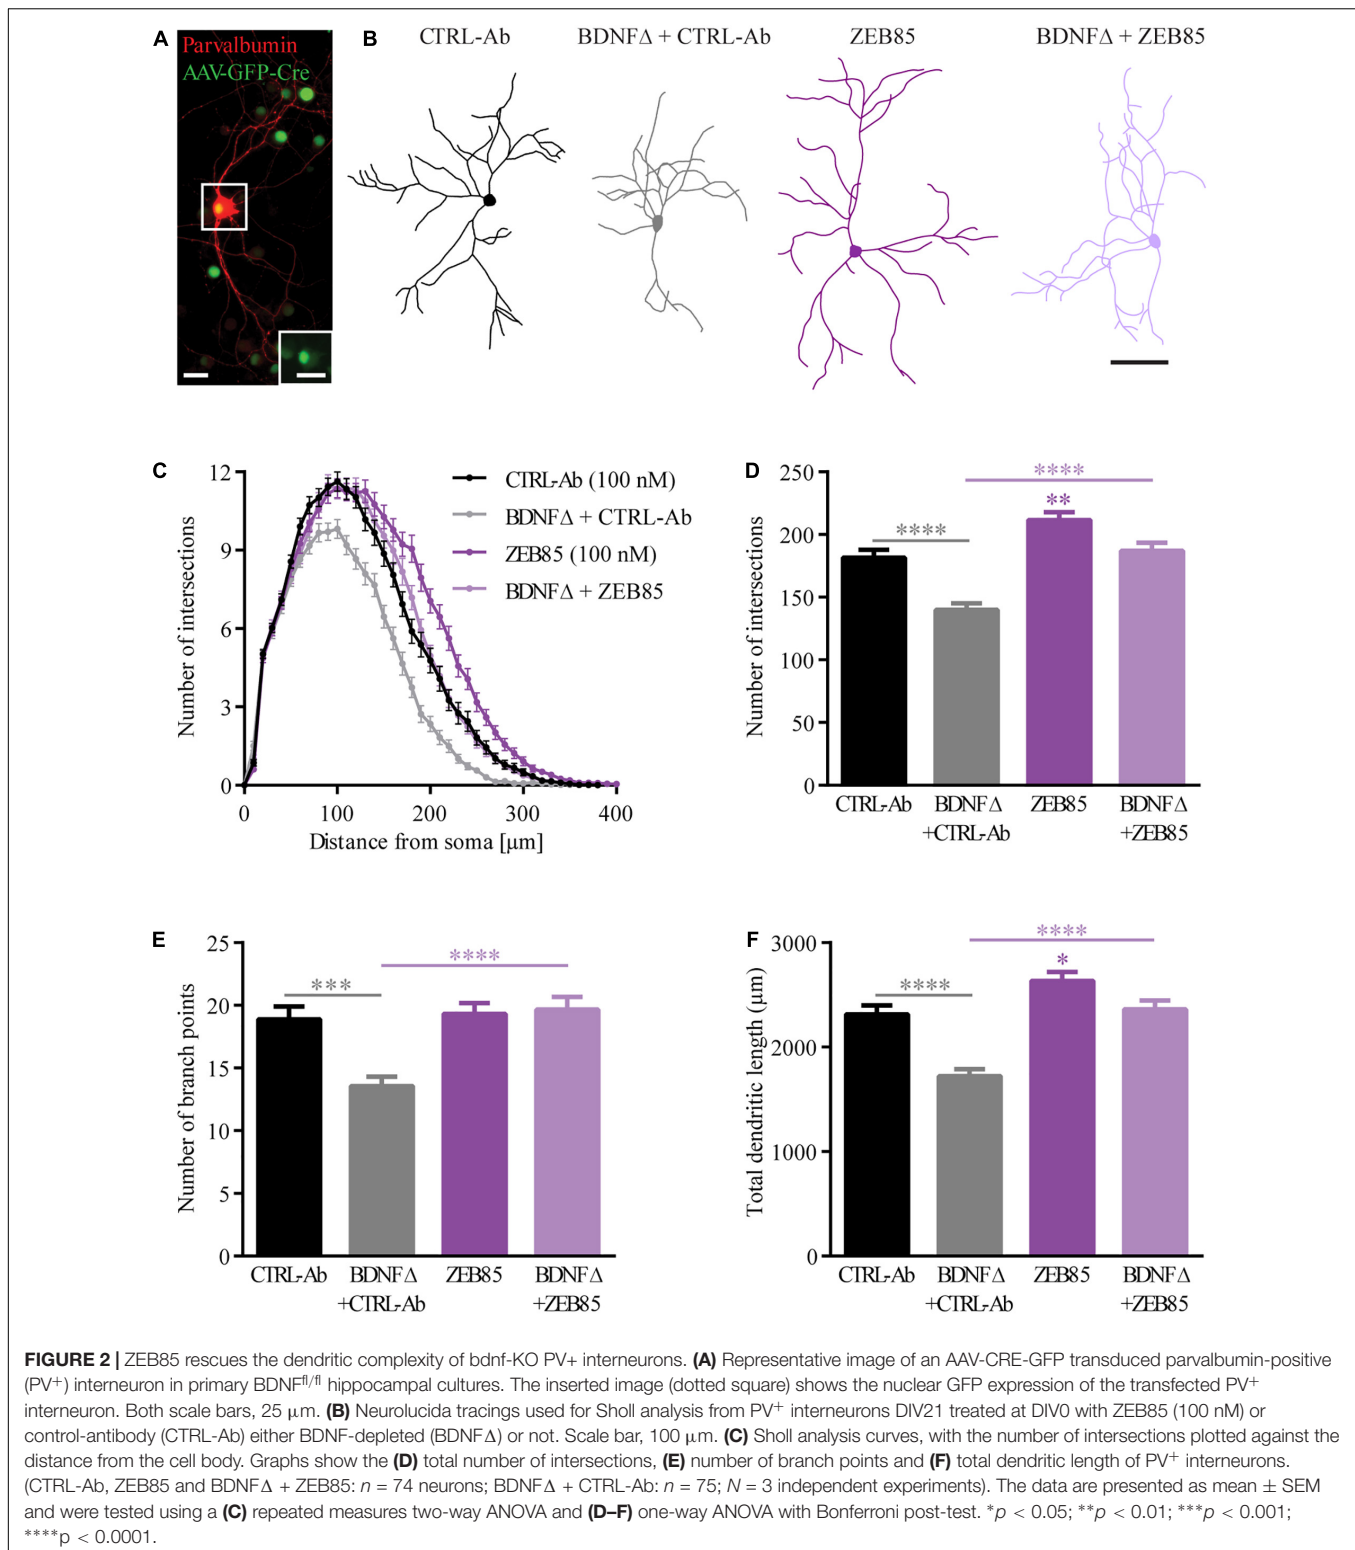 A
Parvalbumin
AAV-GFP-Cre
B
CTRL-Ab
BDNFΔ + CTRL-Ab
ZEB85
BDNFΔ + ZEB85
C
Number of intersections
12
9
6
3
0
0 100 200 300 400
Distance from soma [µm]
CTRL-Ab (100 nM)
BDNFΔ + CTRL-Ab
ZEB85 (100 nM)
BDNFΔ + ZEB85
D
Number of intersections
250
200
150
100
50
0
****
****
**
CTRL-Ab BDNFΔ ZEB85 BDNFΔ
+CTRL-Ab +ZEB85
E
Number of branch points
25
20
15
10
5
0
***
****
CTRL-Ab BDNFΔ ZEB85 BDNFΔ
+CTRL-Ab +ZEB85
F
Total dendritic length (µm)
3000
2000
1000
0
****
****
*
CTRL-Ab BDNFΔ ZEB85 BDNFΔ
+CTRL-Ab +ZEB85
FIGURE 2 | ZEB85 rescues the dendritic complexity of bdnf-KO PV+ interneurons. (A) Representative image of an AAV-CRE-GFP transduced parvalbumin-positive
(PV⁺) interneuron in primary BDNFfl/fl hippocampal cultures. The inserted image (dotted square) shows the nuclear GFP expression of the transfected PV⁺
interneuron. Both scale bars, 25 µm. (B) Neurolucida tracings used for Sholl analysis from PV⁺ interneurons DIV21 treated at DIV0 with ZEB85 (100 nM) or
control-antibody (CTRL-Ab) either BDNF-depleted (BDNFΔ) or not. Scale bar, 100 µm. (C) Sholl analysis curves, with the number of intersections plotted against the
distance from the cell body. Graphs show the (D) total number of intersections, (E) number of branch points and (F) total dendritic length of PV⁺ interneurons.
(CTRL-Ab, ZEB85 and BDNFΔ + ZEB85: n = 74 neurons; BDNFΔ + CTRL-Ab: n = 75; N = 3 independent experiments). The data are presented as mean ± SEM
and were tested using a (C) repeated measures two-way ANOVA and (D–F) one-way ANOVA with Bonferroni post-test. *p < 0.05; **p < 0.01; ***p < 0.001;
****p < 0.0001.